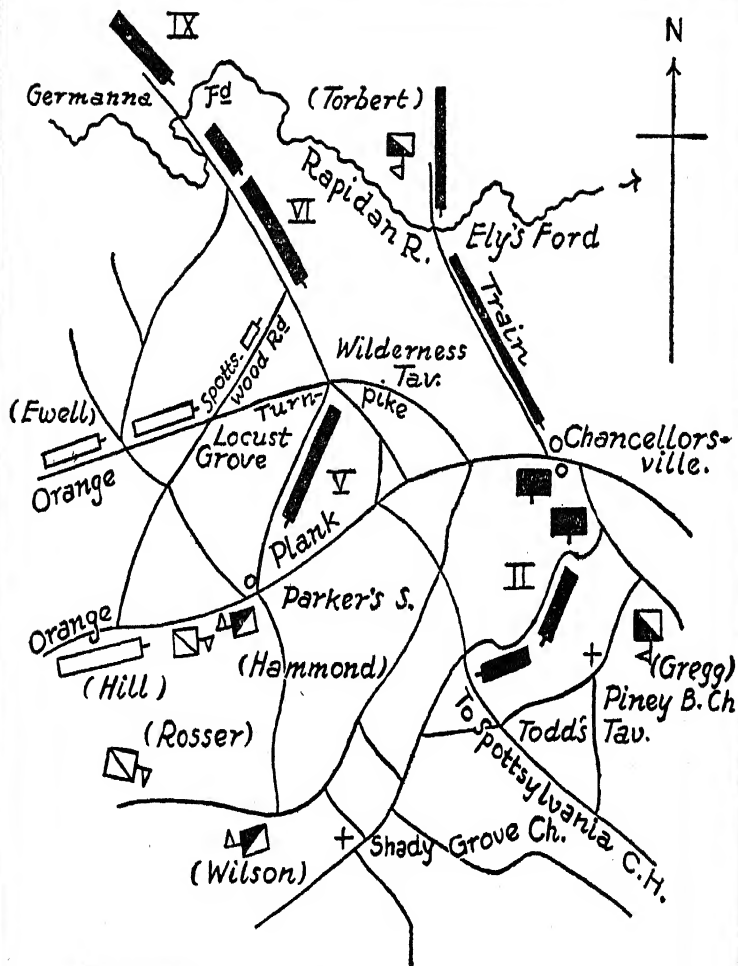 IX
N
Germanna
Fd
(Torbert)
Rapidan R.
VI
Ely's Ford
Train
Spotts-
wood Rd
Wilderness
Tav.
Turn-
pike
(Ewell)
Locust
Grove
Chancellors-
ville.
Orange
V
Plank
II
Parker's S.
Orange
(Hill)
(Hammond)
(Gregg)
Piney B. Ch
(Rosser)
Todd's
Tav.
To Spottsylvania C.H.
(Wilson)
Shady Grove Ch.